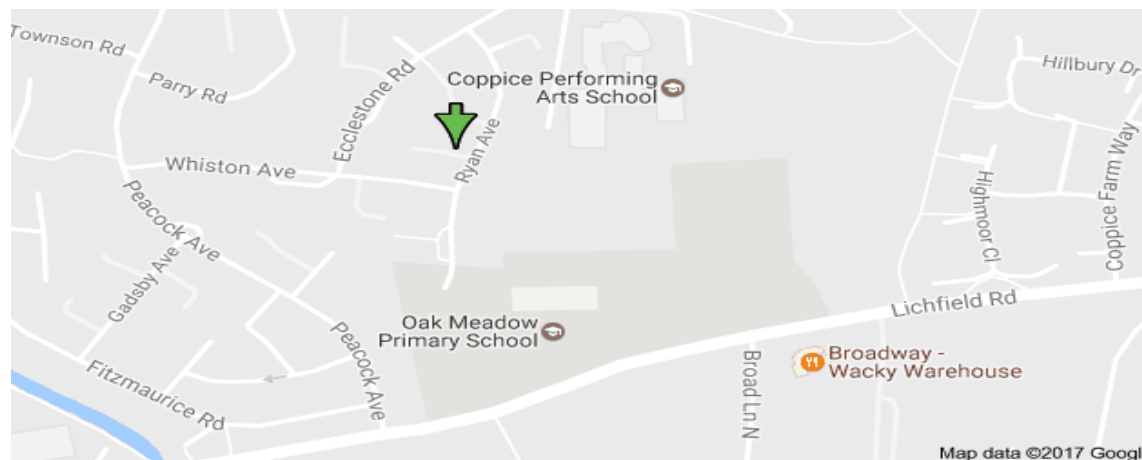 Townson Rd
Parry Rd
Ecclestone Rd
Coppice Performing
Arts School
Hillbury Dr
Whiston Ave
Ryan Ave
Peacock Ave
Highmoor Cl
Coppice Farm Way
Gadsby Ave
Lichfield Rd
Oak Meadow
Primary School
Peacock Ave
Broad Ln N
Broadway -
Wacky Warehouse
Fitzmaurice Rd
Map data ©2017 Googl